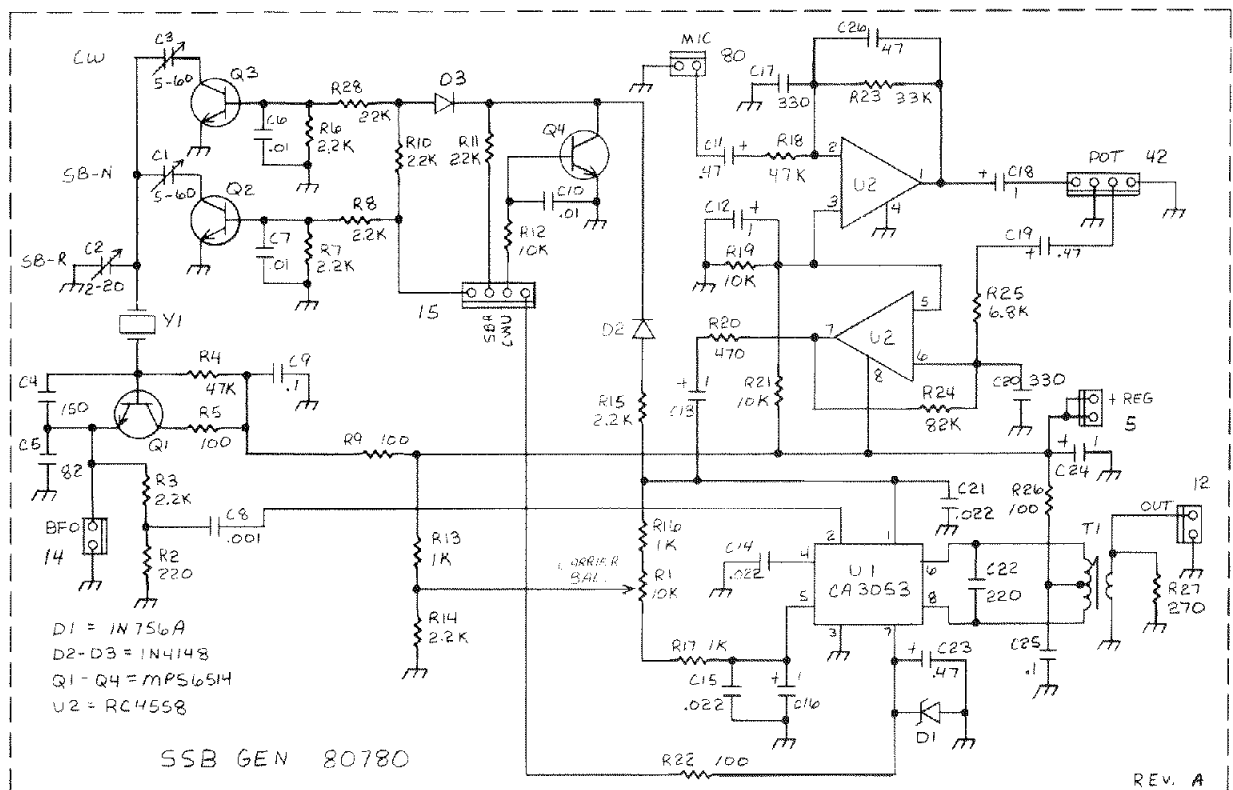 CW
C3
5-60
Q3
R28
22K
D3
MIC
80
C26
.47
C17
330
R23 33K
C6
.01
R6
2.2K
R10
2.2K
R11
22K
Q4
C11
+
.47
R18
47K
2
U2
1
3
4
+
C18
1
POT 42
SB-N
C1
5-60
Q2
C10
.01
C12
+
1
C19
+
.47
C7
.01
R7
2.2K
R8
2.2K
R12
10K
R19
10K
SB-R
C2
2-20
15
SBR
CWU
D2
R20
470
7
U2
5
6
8
R25
6.8K
Y1
R4
47K
C9
.1
+
1
C13
R21
10K
R24
82K
C20
330
+ REG
5
C4
150
R5
100
Q1
R15
2.2K
C5
82
R9 100
+
1
C24
R3
2.2K
C21
.022
R26
100
12
OUT
T1
BFO
14
C8
.001
R2
220
R13
1K
R16
1K
C14
.022
2
1
4
U1
CA3053
6
5
8
3
7
C22
220
R27
270
CARRIER
BAL.
R1
10K
R14
2.2K
R17 1K
C15
.022
+
1
C16
+
C23
.47
C25
.1
D1
D1 = 1N756A
D2-D3 = 1N4148
Q1-Q4 = MPS6514
U2 = RC4558
R22 100
SSB GEN 80780
REV. A